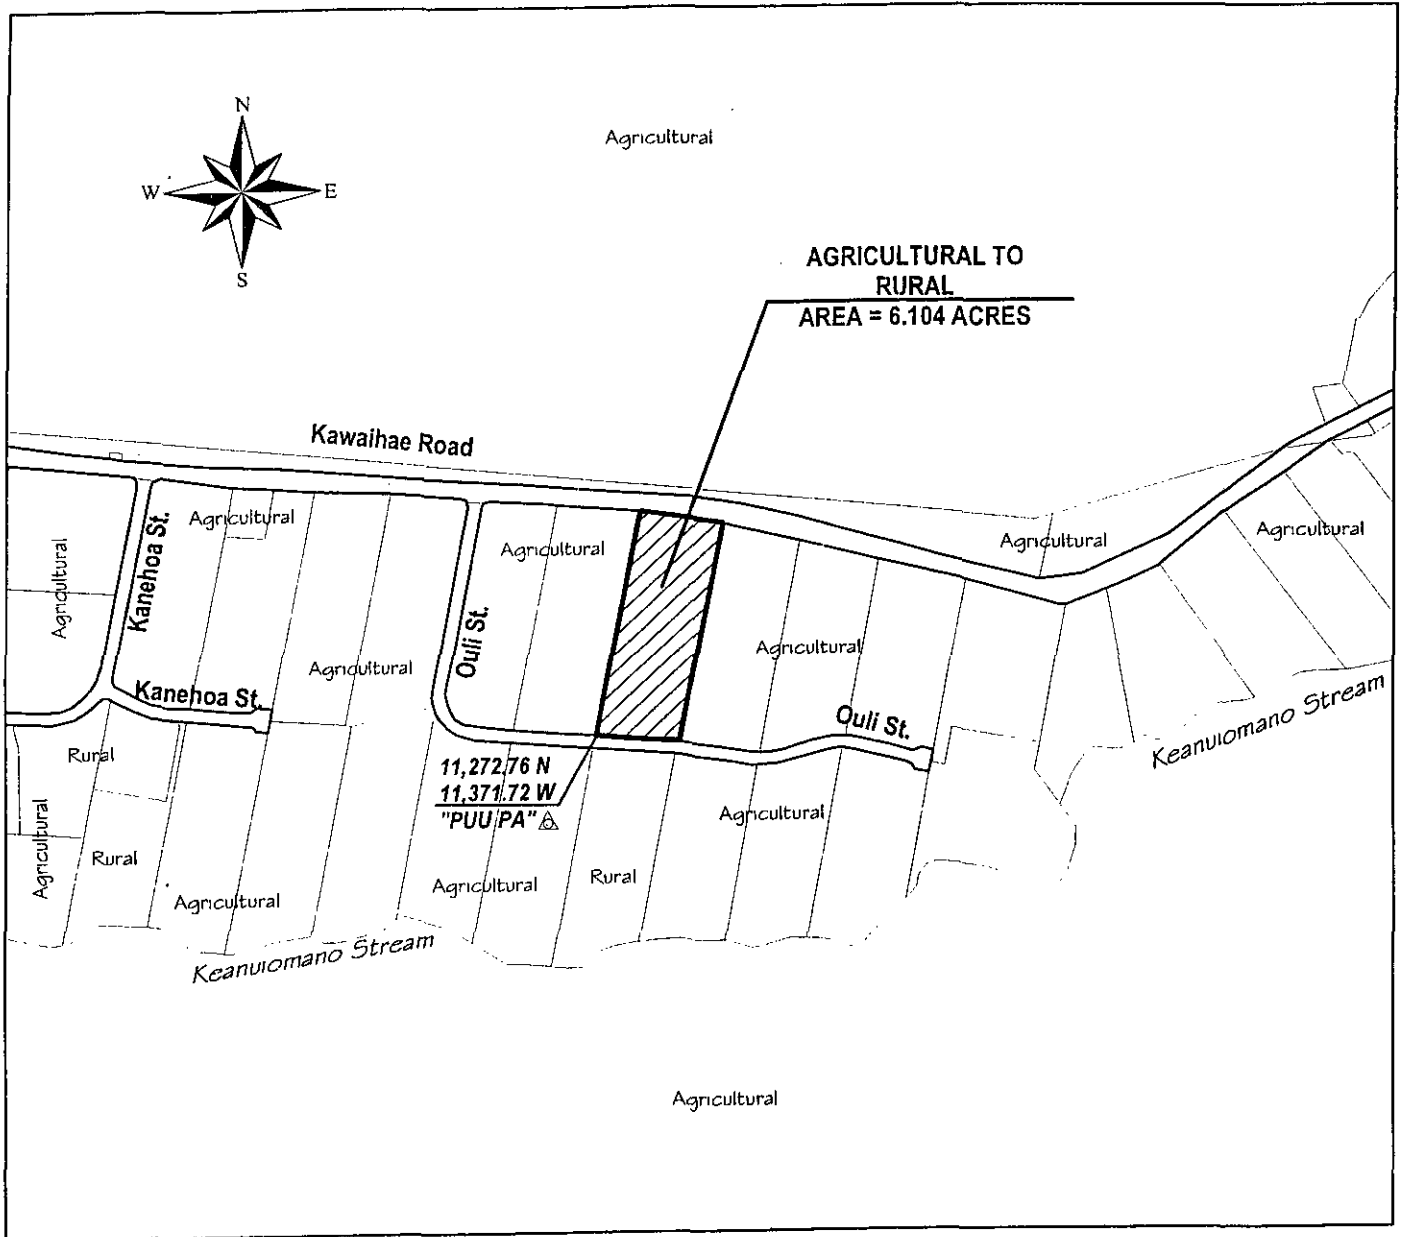 N
W
E
S
Agricultural
AGRICULTURAL TO
RURAL
AREA = 6.104 ACRES
Kawaihae Road
Agricultural
Agricultural
Agricultural
Agricultural
Agricultural
Kanehoa St.
Ouli St.
Agricultural
Agricultural
Kanehoa St.
Ouli St.
Keanuiomano Stream
Rural
11,272.76 N
11,371.72 W
"PUU PA"
Agricultural
Agricultural
Rural
Agricultural
Agricultural
Rural
Keanuiomano Stream
Agricultural